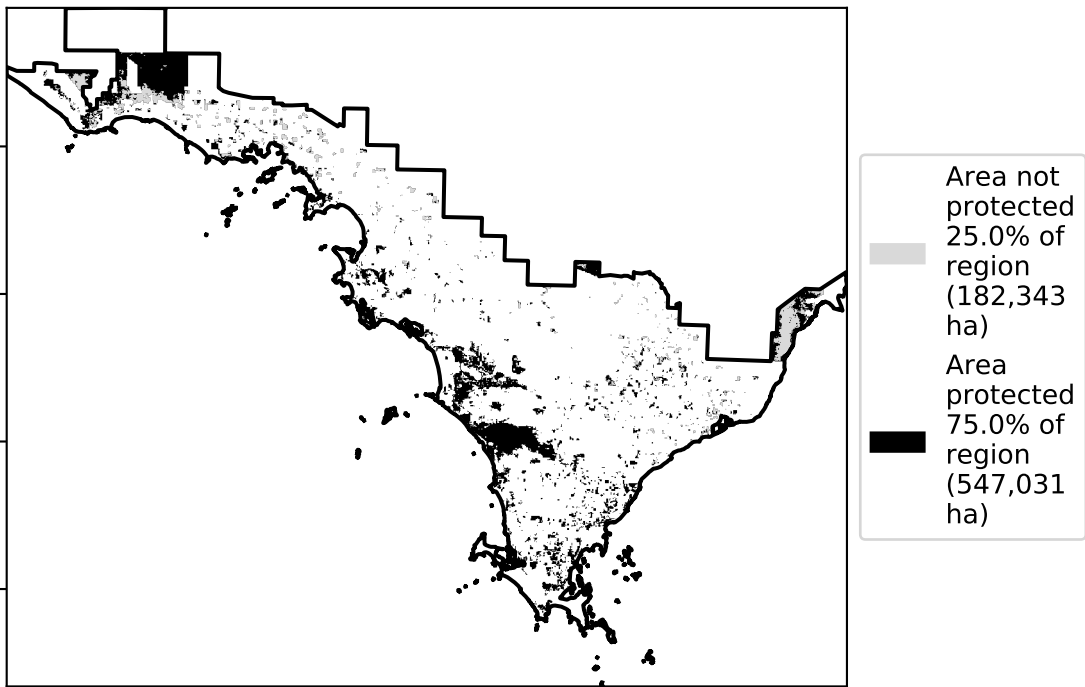 Area not
protected
25.0% of
region
(182,343
ha)
Area
protected
75.0% of
region
(547,031
ha)